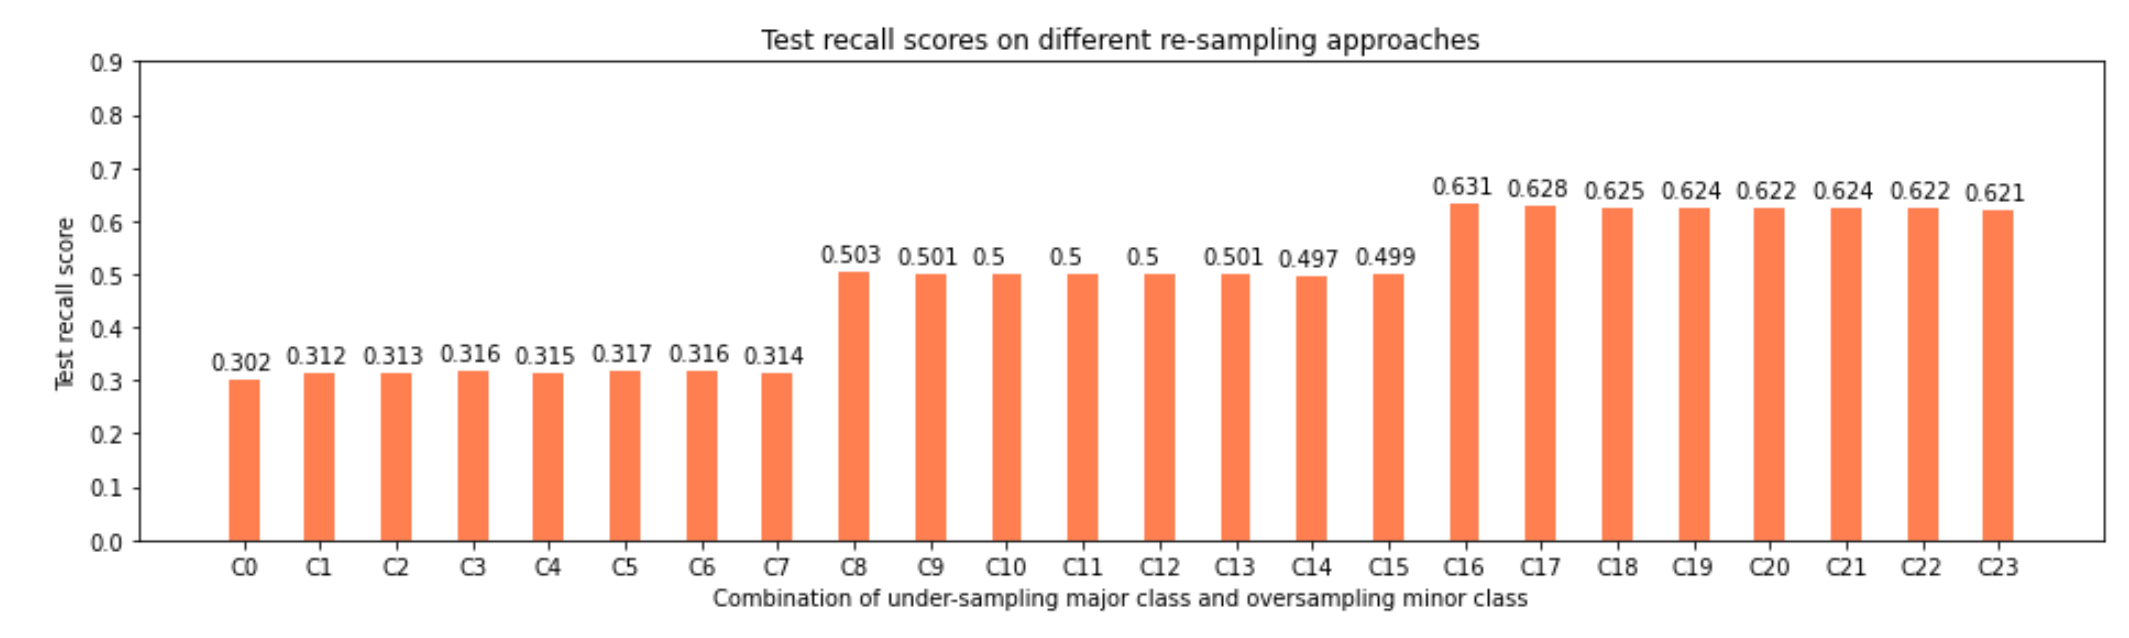 Test recall scores on different re-sampling approaches
0.9
0.8
0.7
0.6
0.5
0.4
0.3
0.2
0.1
0.0
Test recall score
0.302 0.312 0.313 0.316 0.315 0.317 0.316 0.314 0.503 0.501 0.5 0.5 0.5 0.501 0.497 0.499 0.631 0.628 0.625 0.624 0.622 0.624 0.622 0.621
C0 C1 C2 C3 C4 C5 C6 C7 C8 C9 C10 C11 C12 C13 C14 C15 C16 C17 C18 C19 C20 C21 C22 C23
Combination of under-sampling major class and oversampling minor class